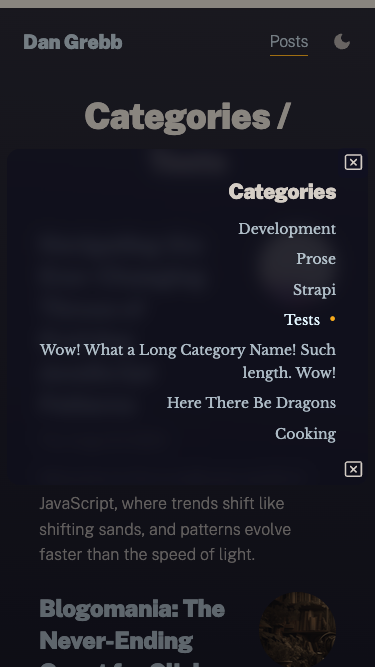 Dan Grebb
Posts
Categories /
Categories
Development
Prose
Strapi
Tests
Wow! What a Long Category Name! Such
length. Wow!
Here There Be Dragons
Cooking
JavaScript, where trends shift like
shifting sands, and patterns evolve
faster than the speed of light.
Blogomania: The
Never-Ending